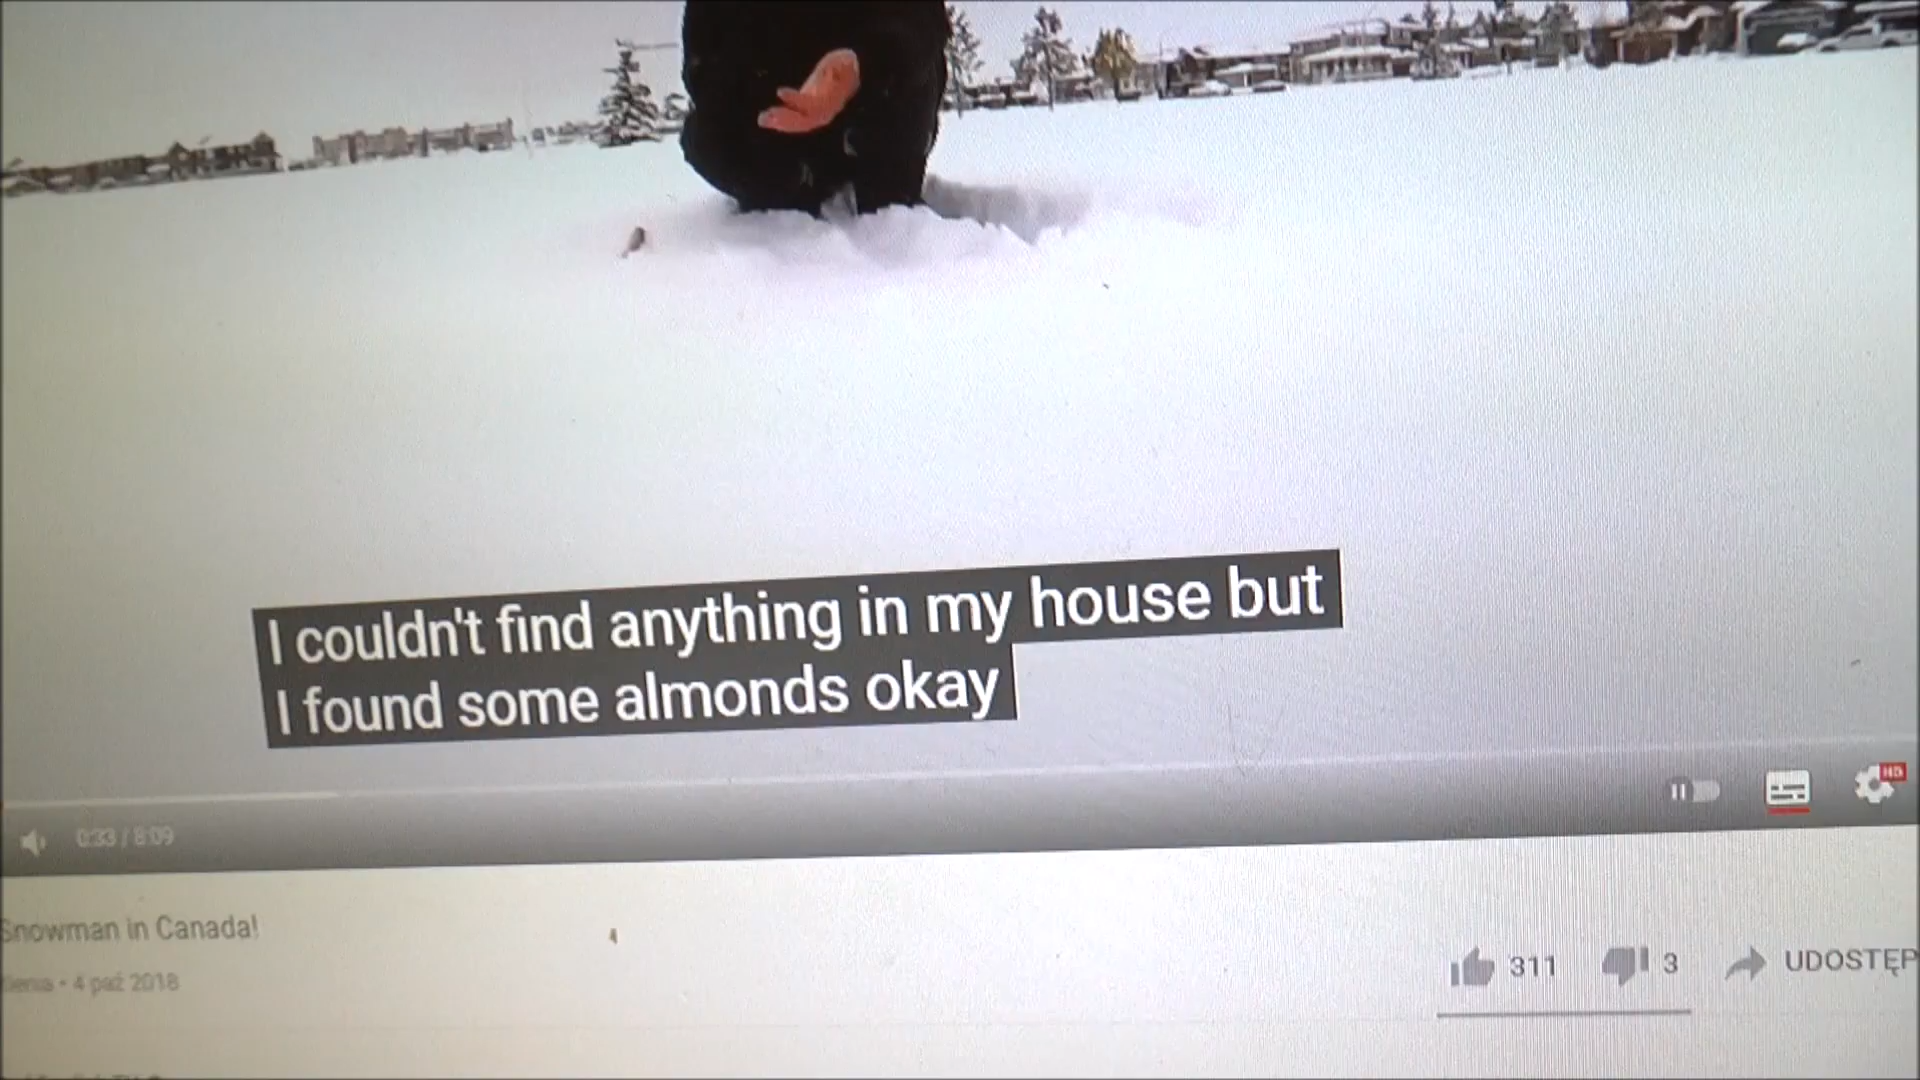 I couldn't find anything in my house but
I found some almonds okay
HD
0:33 / 8:09
Snowman in Canada!
311
3
UDOSTĘP
4 paź 2018